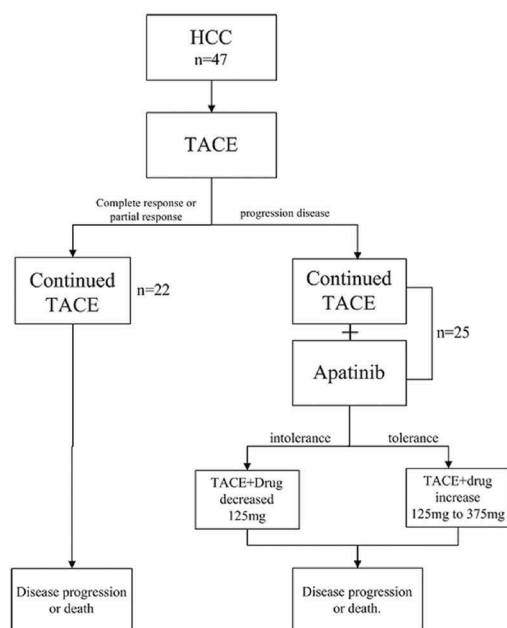 HCC
n=47
TACE
Complete response or
partial response
progression disease
Continued
TACE
n=22
Continued
TACE
+
Apatinib
n=25
intolerance
tolerance
TACE+Drug
decreased
125mg
TACE+drug
increase
125mg to 375mg
Disease progression
or death
Disease progression
or death.